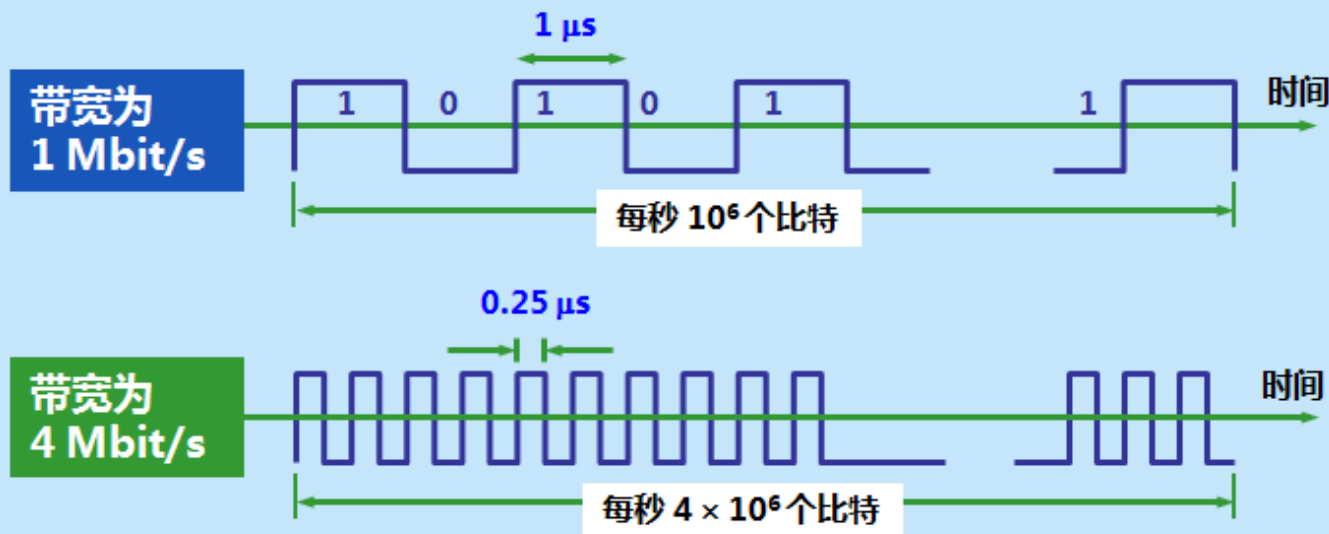 1 μs
带宽为
1 Mbit/s
1 0 1 0 1 1
时间
每秒 10⁶ 个比特
0.25 μs
带宽为
4 Mbit/s
时间
每秒 4 × 10⁶ 个比特